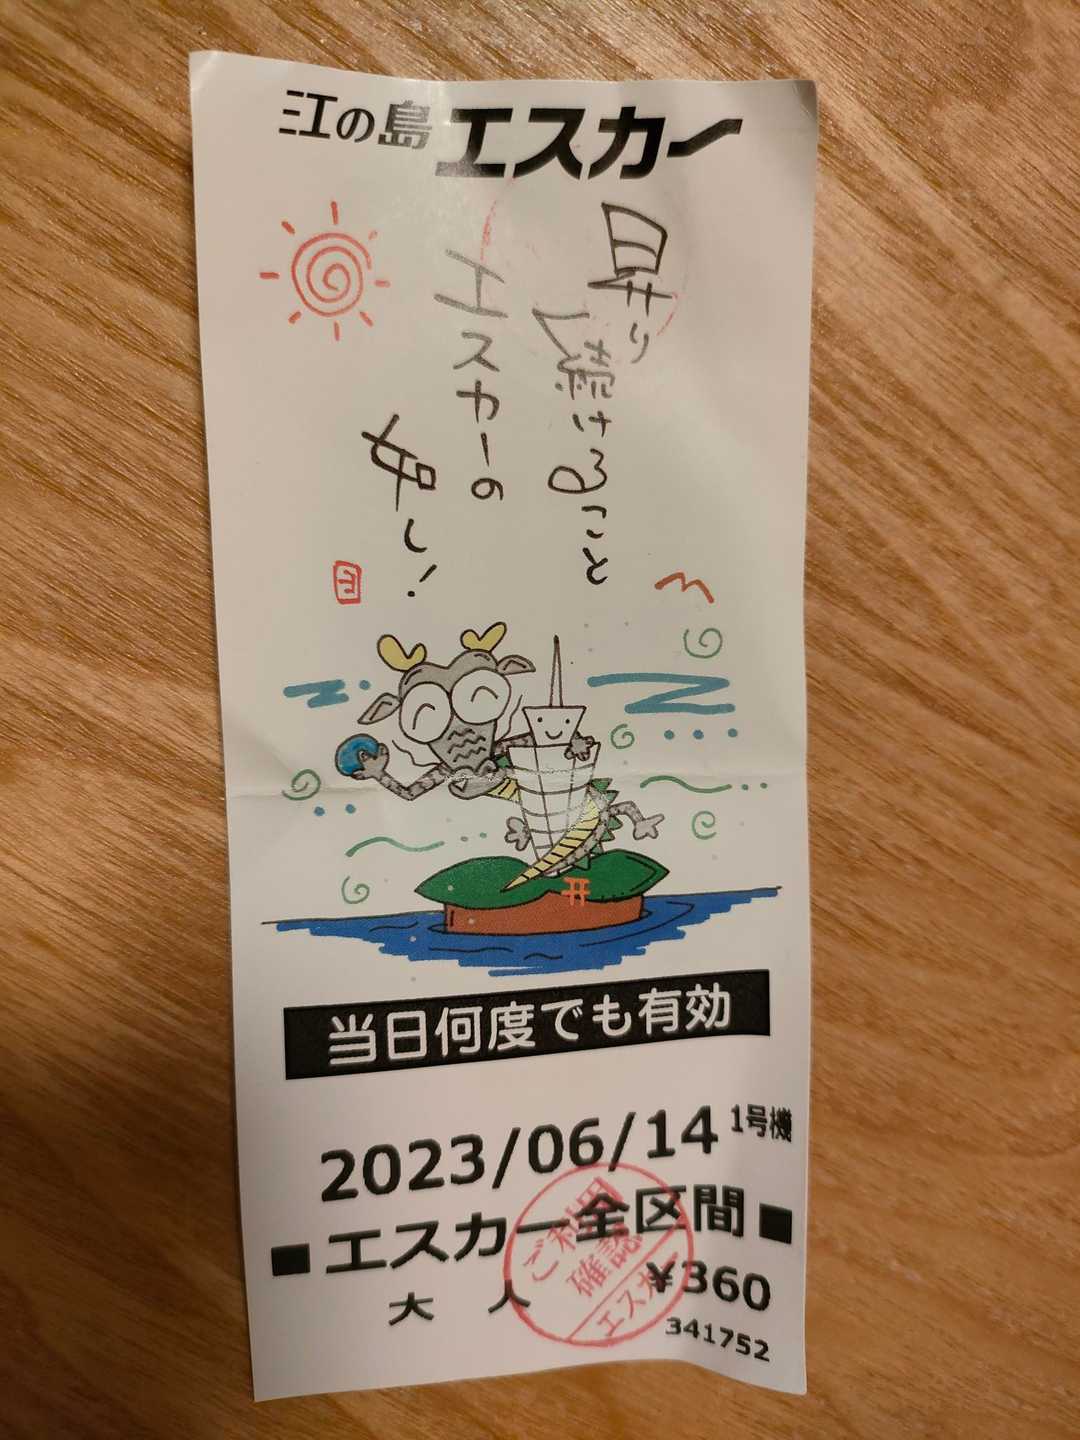 江の島 エスカー
昇り
続けること
エスカーの
如し！
ヨ
当日何度でも有効
2023/06/14 1号機
■エスカー全区間■
大人 ¥360
341752
ご利用
確認
エスカー